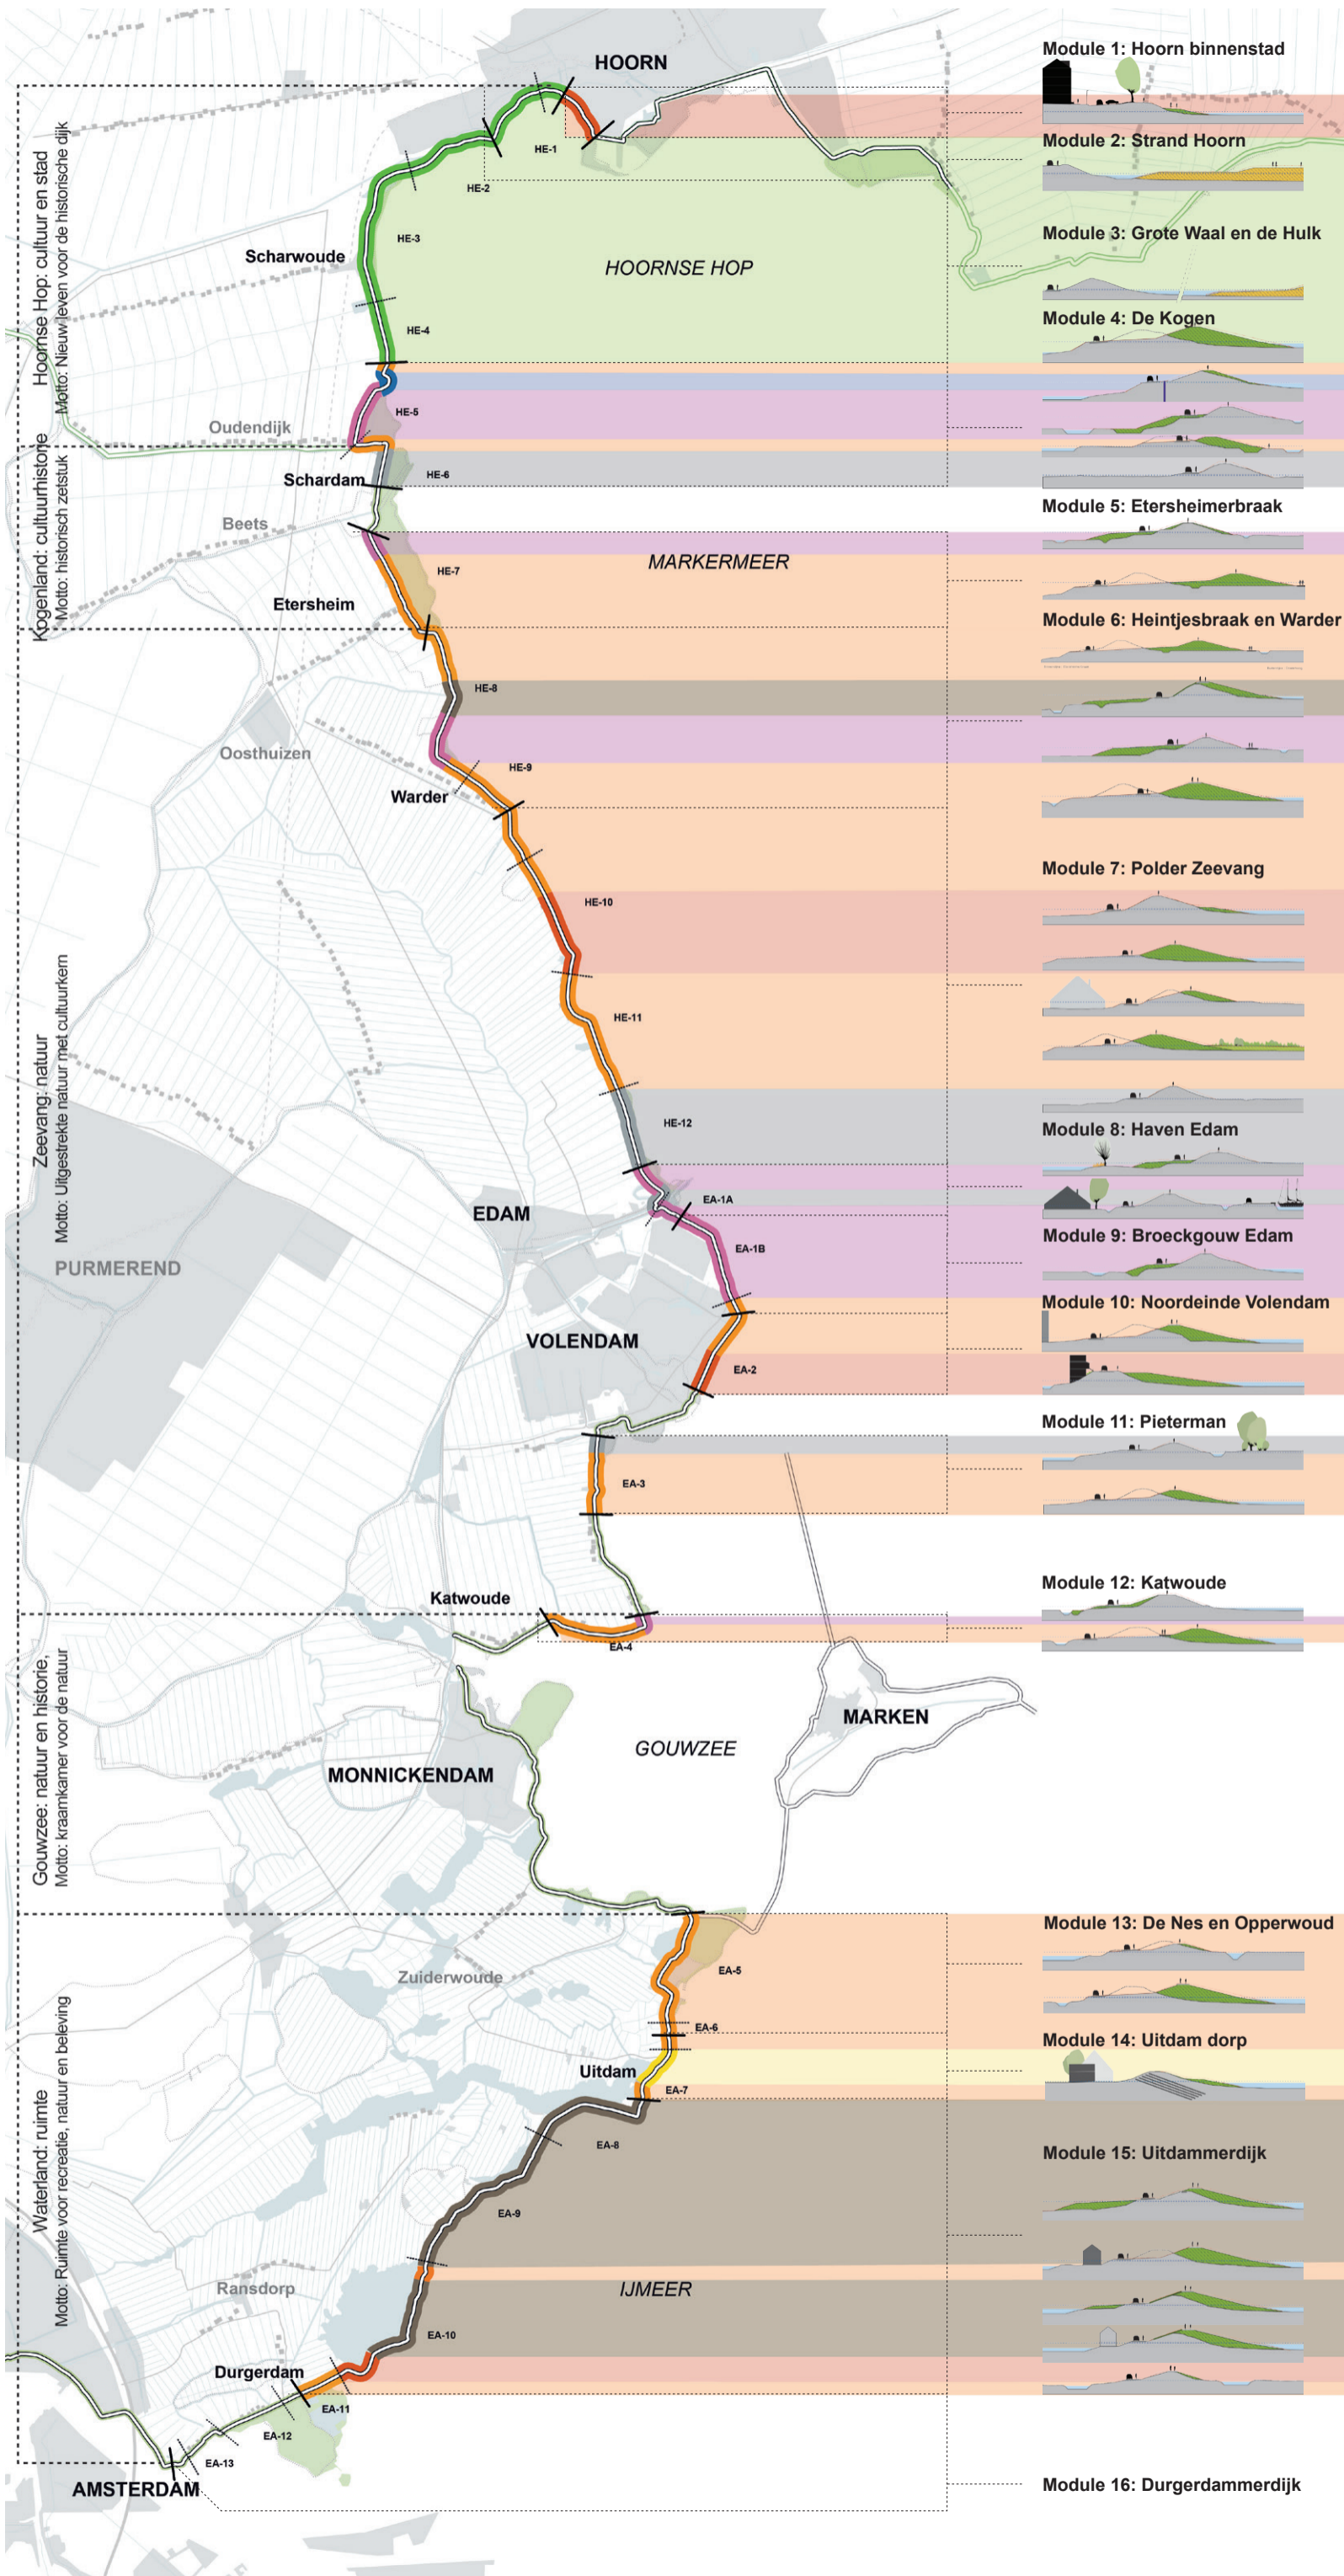 HOORN
HE-1
HE-2
HE-3
Scharwoude
HOORNSE HOP
HE-4
HE-5
Oudendijk
Schardam
HE-6
Beets
MARKERMEER
HE-7
Etersheim
HE-8
Oosthuizen
HE-9
Warder
HE-10
HE-11
HE-12
EDAM
EA-1A
EA-1B
PURMEREND
VOLENDAM
EA-2
EA-3
Katwoude
EA-4
MARKEN
GOUWZEE
MONNICKENDAM
EA-5
Zuiderwoude
EA-6
Uitdam
EA-7
EA-8
EA-9
Ransdorp
IJMEER
EA-10
Durgerdam
EA-11
EA-12
EA-13
AMSTERDAM
Hoornse Hop: cultuur en stad
Motto: Nieuw leven voor de historische dijk
Kogenland: cultuurhistorie
Motto: historisch zetstuk
Zeevang: natuur
Motto: Uitgestrekte natuur met cultuurkern
Gouwzee: natuur en historie,
Motto: kraamkamer voor de natuur
Waterland: ruimte
Motto: Ruimte voor recreatie, natuur en beleving
Module 1: Hoorn binnenstad
Module 2: Strand Hoorn
Module 3: Grote Waal en de Hulk
Module 4: De Kogen
Module 5: Etersheimerbraak
Module 6: Heintjesbraak en Warder
Module 7: Polder Zeevang
Module 8: Haven Edam
Module 9: Broeckgouw Edam
Module 10: Noordeinde Volendam
Module 11: Pieterman
Module 12: Katwoude
Module 13: De Nes en Opperwoud
Module 14: Uitdam dorp
Module 15: Uitdammerdijk
Module 16: Durgerdammerdijk